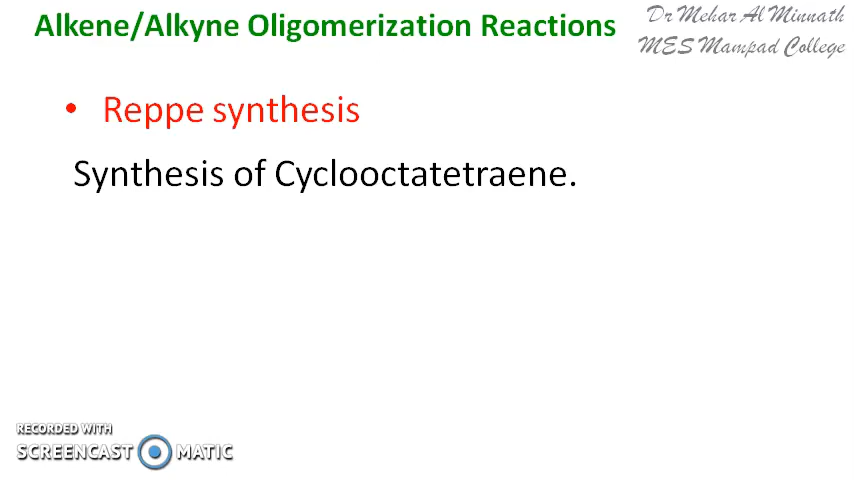 Alkene/Alkyne Oligomerization Reactions
Dr Mehar Al Minnath
MES Mampad College
• Reppe synthesis
Synthesis of Cyclooctatetraene.
RECORDED WITH
SCREENCAST MATIC